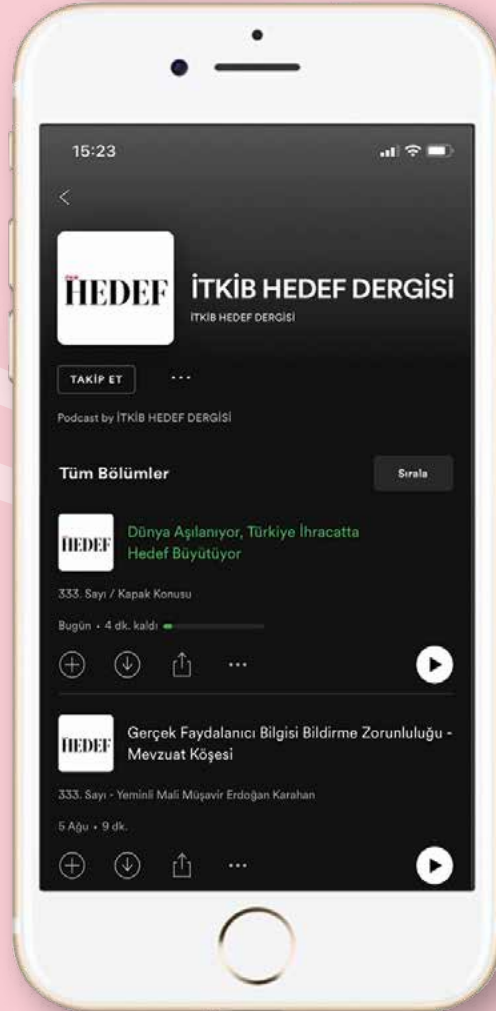 15:23
İTKİB
HEDEF
İTKİB HEDEF DERGİSİ
İTKİB HEDEF DERGİSİ
TAKİP ET
Podcast by İTKİB HEDEF DERGİSİ
Tüm Bölümler
Sırala
HEDEF
Dünya Aşılanıyor, Türkiye İhracatta
Hedef Büyütüyor
333. Sayı / Kapak Konusu
Bugün • 4 dk. kaldı
HEDEF
Gerçek Faydalanıcı Bilgisi Bildirme Zorunluluğu -
Mevzuat Köşesi
333. Sayı - Yeminli Mali Müşavir Erdoğan Karahan
5 Ağu • 9 dk.